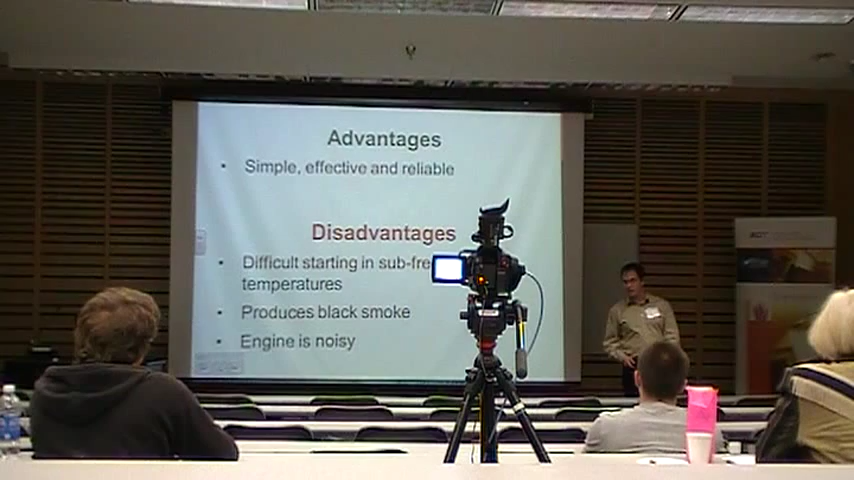 Advantages
• Simple, effective and reliable
Disadvantages
• Difficult starting in sub-fre
temperatures
• Produces black smoke
• Engine is noisy